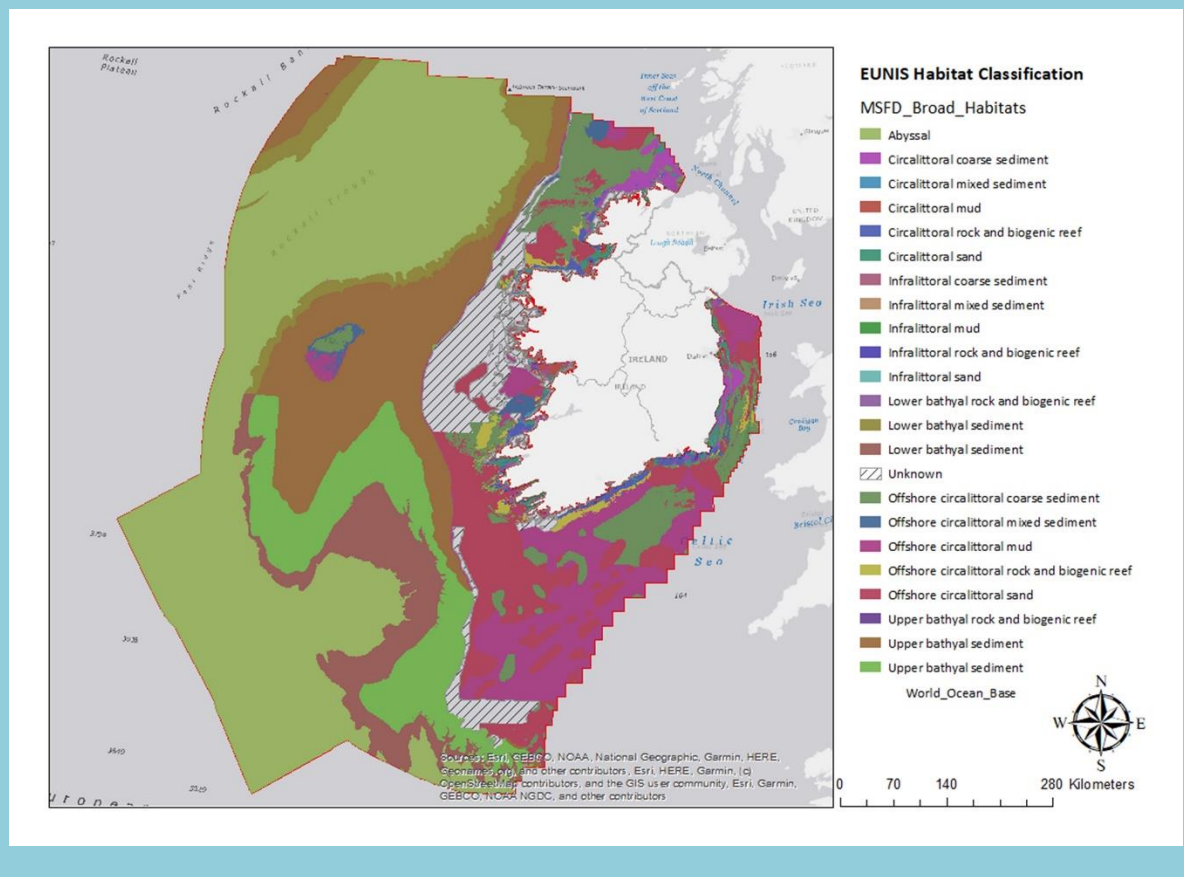 Rockall
Plateau
Rockall Ban
Inner Seas
off the
West Coast
of Scotland
North Channel
UNITED
KINGDOM
Rockall Trough
Lough Neagh
Irish Sea
IRELAND
IRELAND
Cardigan
Bay
Celtic
Sea
Sources: Esri, GEBCO, NOAA, National Geographic, Garmin, HERE,
Geonames.org, and other contributors, Esri, HERE, Garmin, (c)
OpenStreetMap contributors, and the GIS user community, Esri, Garmin,
GEBCO, NOAA NGDC, and other contributors
EUNIS Habitat Classification
MSFD_Broad_Habitats
Abyssal
Circalittoral coarse sediment
Circalittoral mixed sediment
Circalittoral mud
Circalittoral rock and biogenic reef
Circalittoral sand
Infralittoral coarse sediment
Infralittoral mixed sediment
Infralittoral mud
Infralittoral rock and biogenic reef
Infralittoral sand
Lower bathyal rock and biogenic reef
Lower bathyal sediment
Lower bathyal sediment
Unknown
Offshore circalittoral coarse sediment
Offshore circalittoral mixed sediment
Offshore circalittoral mud
Offshore circalittoral rock and biogenic reef
Offshore circalittoral sand
Upper bathyal rock and biogenic reef
Upper bathyal sediment
Upper bathyal sediment
World_Ocean_Base
N
W E
S
0 70 140 280 Kilometers